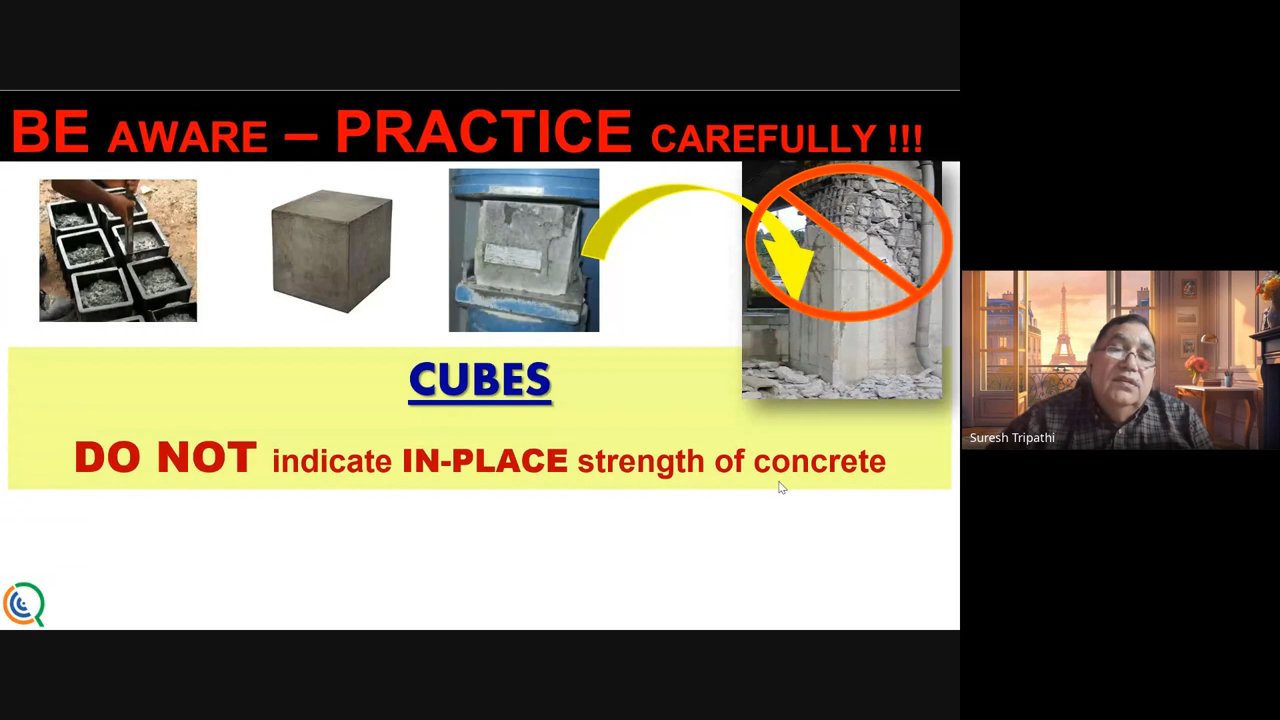 BE AWARE – PRACTICE CAREFULLY !!!
CUBES
DO NOT indicate IN-PLACE strength of concrete
Suresh Tripathi